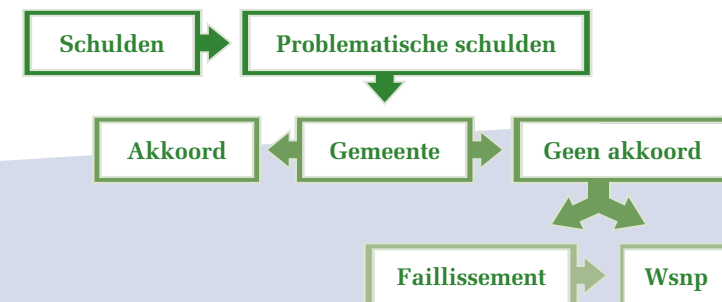 Schulden
Problematische schulden
Akkoord
Gemeente
Geen akkoord
Faillissement
Wsnp